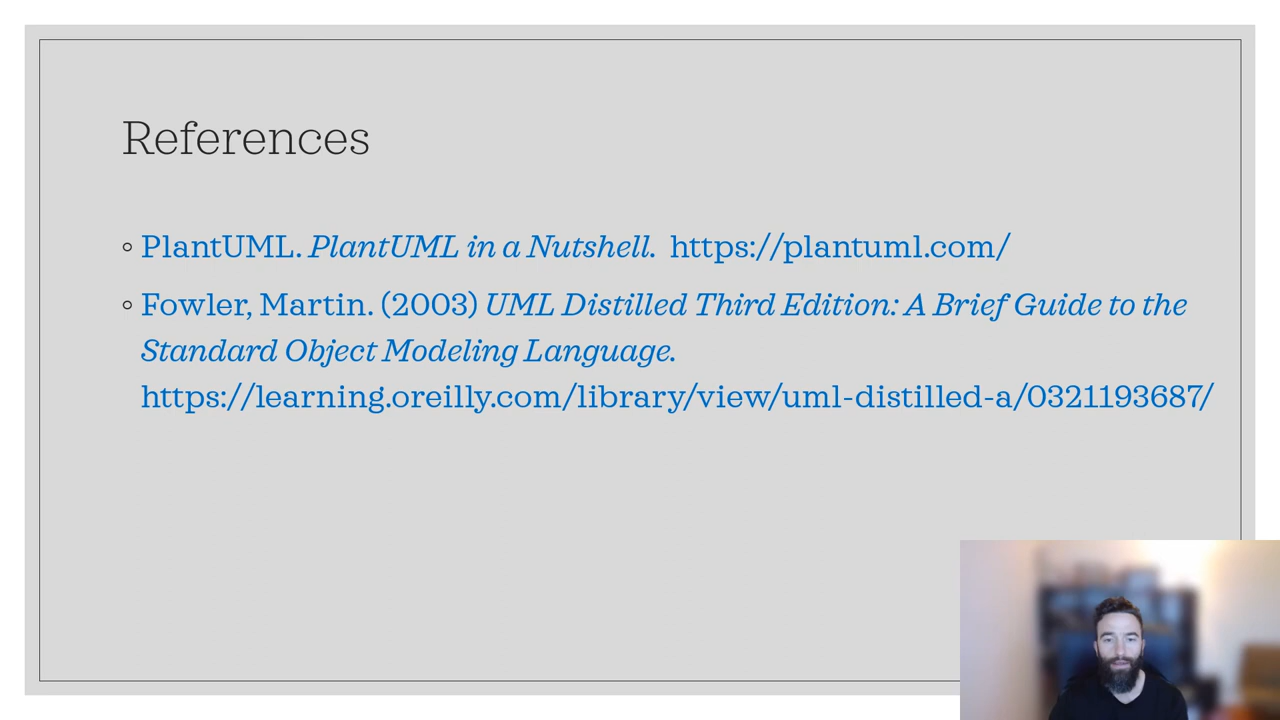 References
◦ PlantUML. PlantUML in a Nutshell. https://plantuml.com/
◦ Fowler, Martin. (2003) UML Distilled Third Edition: A Brief Guide to the
Standard Object Modeling Language.
https://learning.oreilly.com/library/view/uml-distilled-a/0321193687/